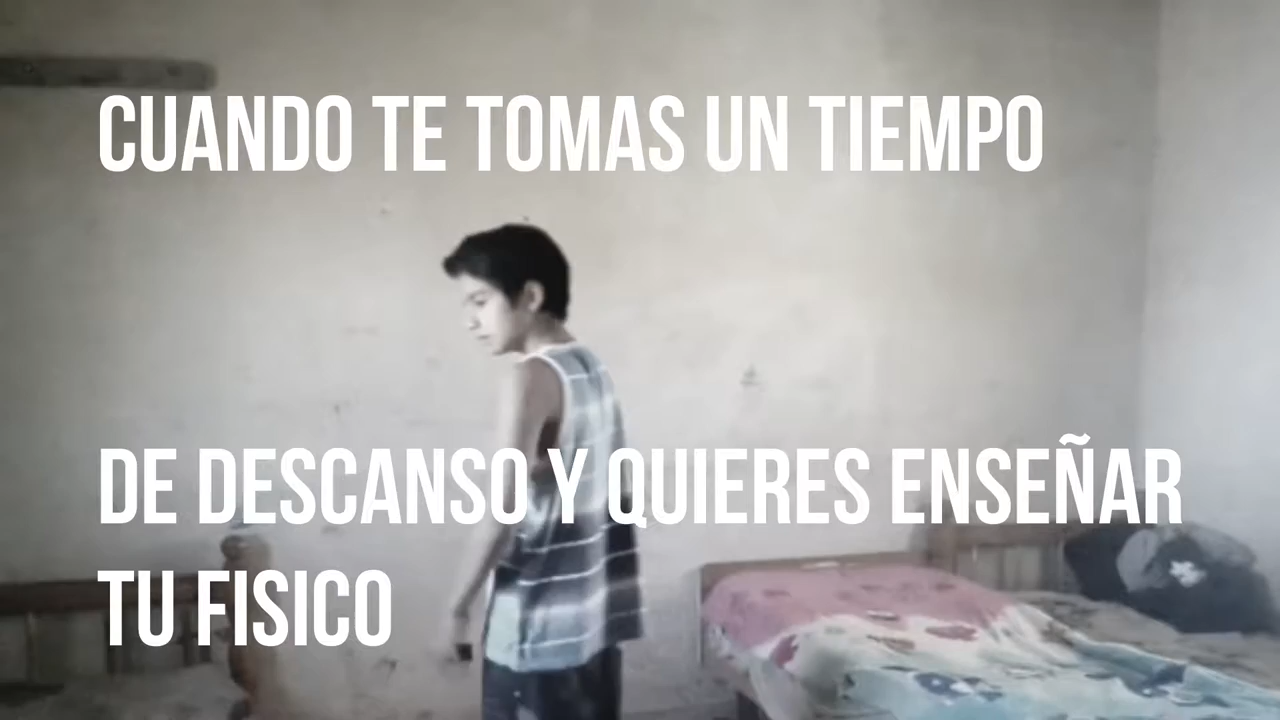 CUANDO TE TOMAS UN TIEMPO
DE DESCANSO Y QUIERES ENSEÑAR
TU FISICO